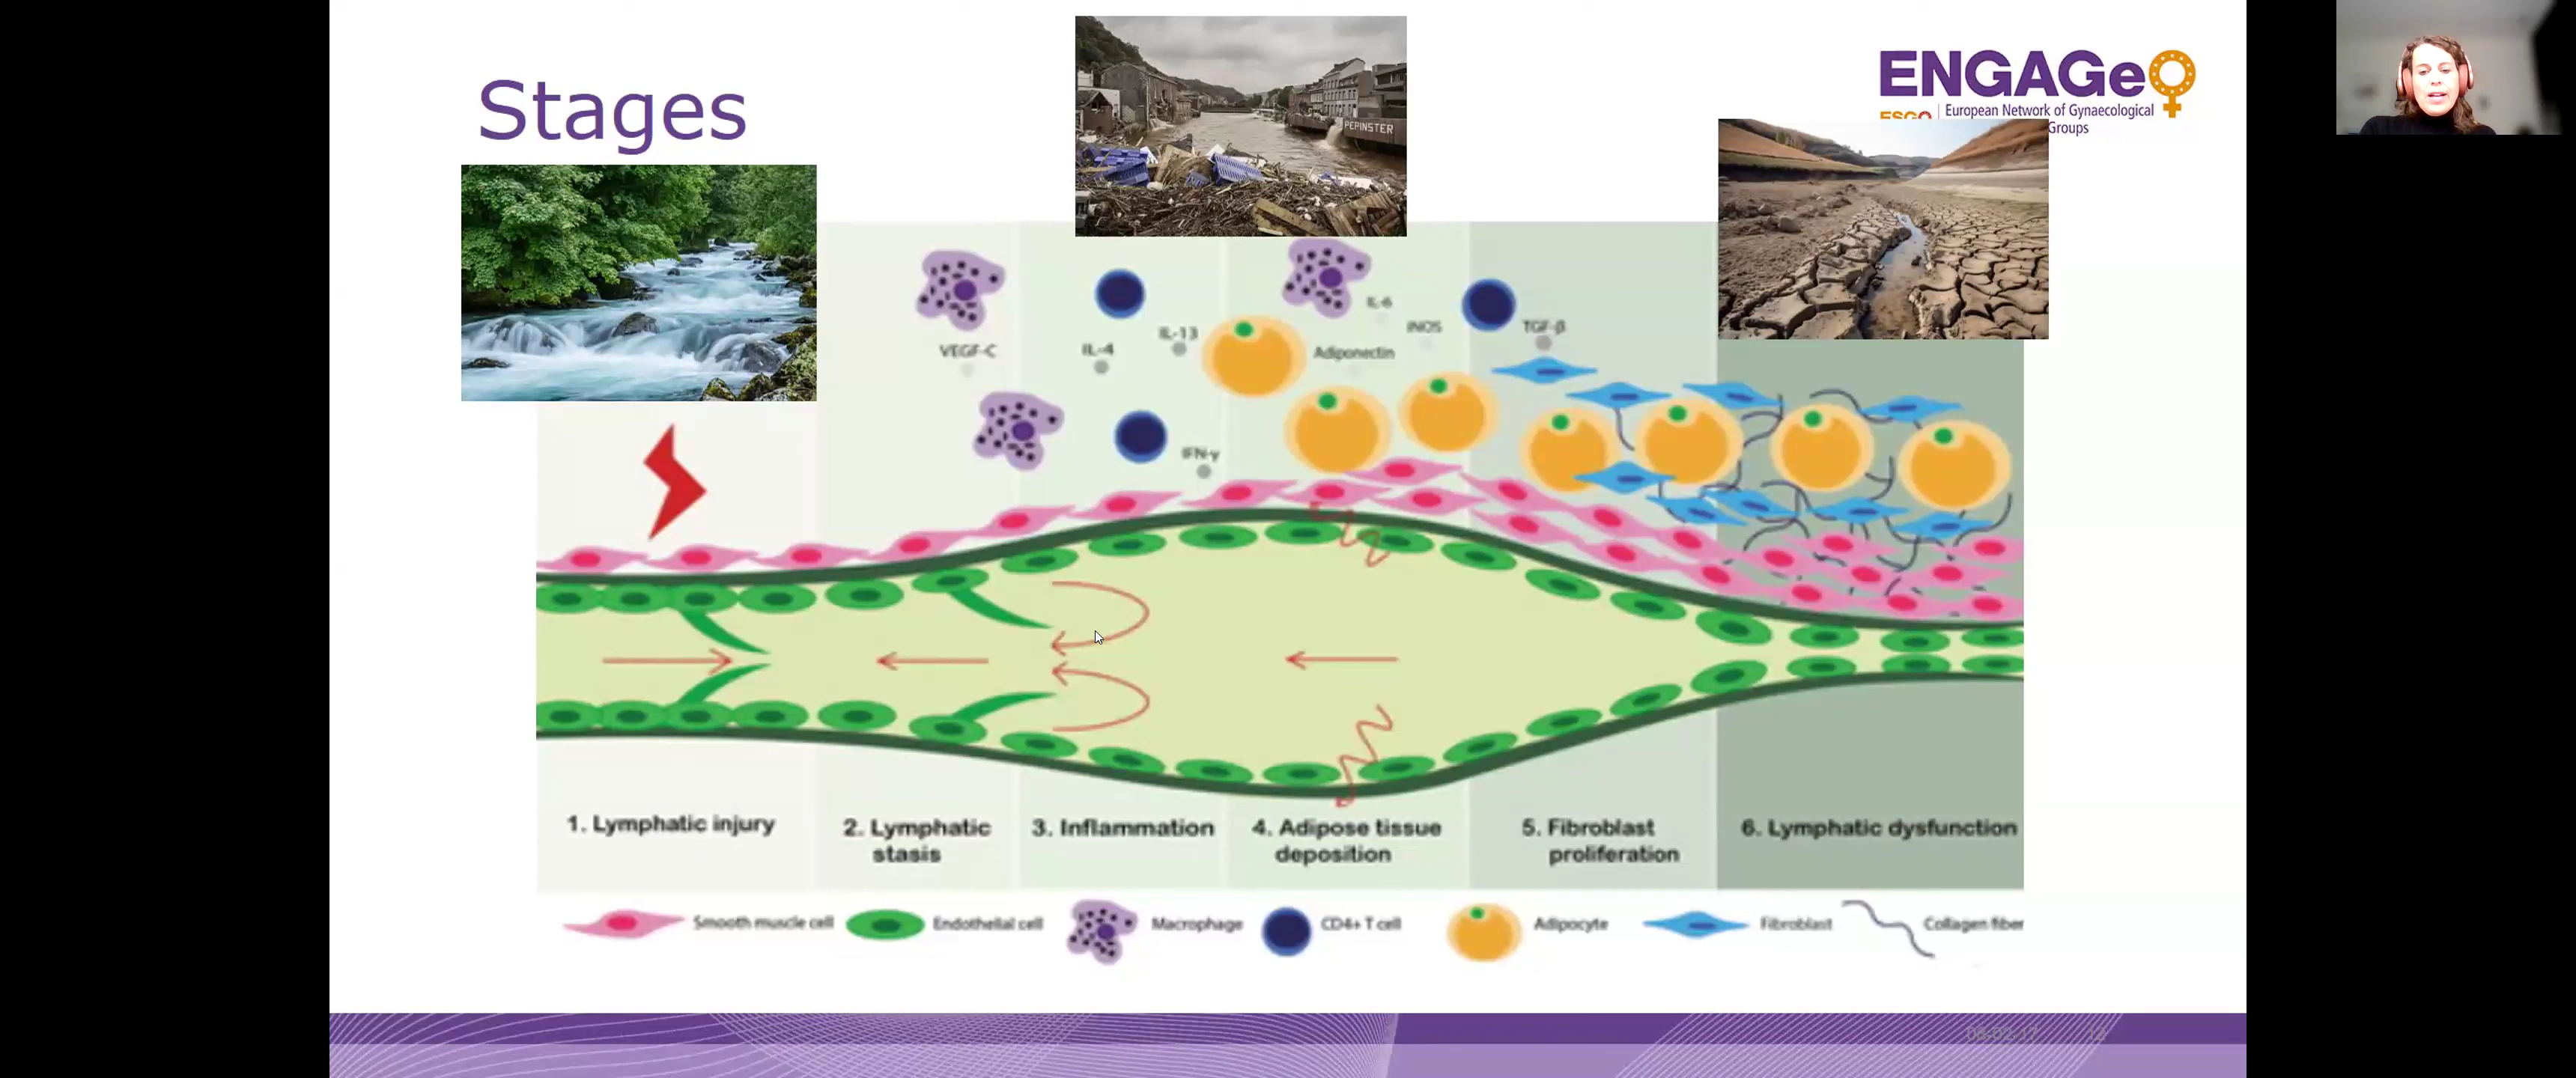 Stages
PEPINSTER
ENGAGe
ESGO
European Network of Gynaecological
Groups
VEGF-C
IL-4
IL-13
IFN-γ
IL-6
iNOS
Adiponectin
TGF-β
1. Lymphatic injury
2. Lymphatic
stasis
3. Inflammation
4. Adipose tissue
deposition
5. Fibroblast
proliferation
6. Lymphatic dysfunction
Smooth muscle cell
Endothelial cell
Macrophage
CD4+ T cell
Adipocyte
Fibroblast
Collagen fiber